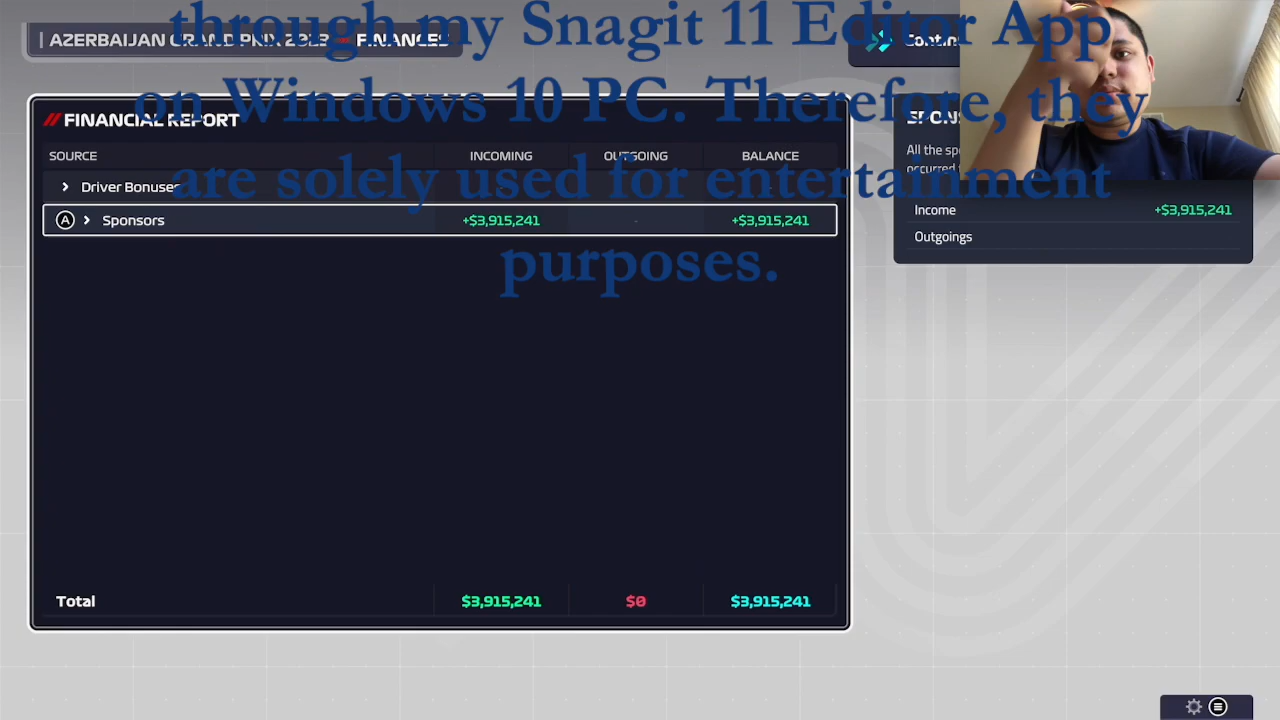 through my Snagit 11 Editor App
AZERBAIJAN GRAND PRIX FINANCES
on Windows 10 PC. Therefore, they
FINANCIAL REPORT
SOURCE INCOMING OUTGOING BALANCE
All the
occurred
are solely used for entertainment
Driver Bonuses
A Sponsors +$3,915,241 - +$3,915,241
Income +$3,915,241
Outgoings
purposes.
Total $3,915,241 $0 $3,915,241